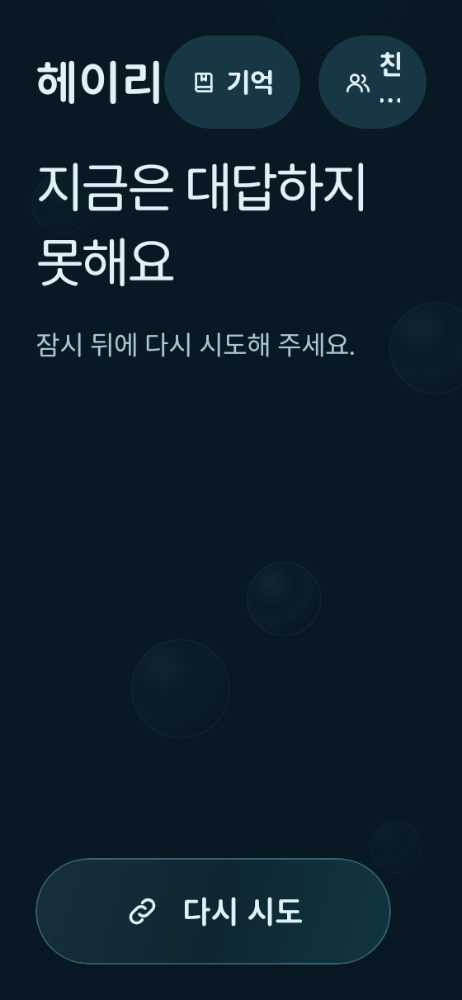 헤이리
기억
친
...
지금은 대답하지
못해요
잠시 뒤에 다시 시도해 주세요.
다시 시도